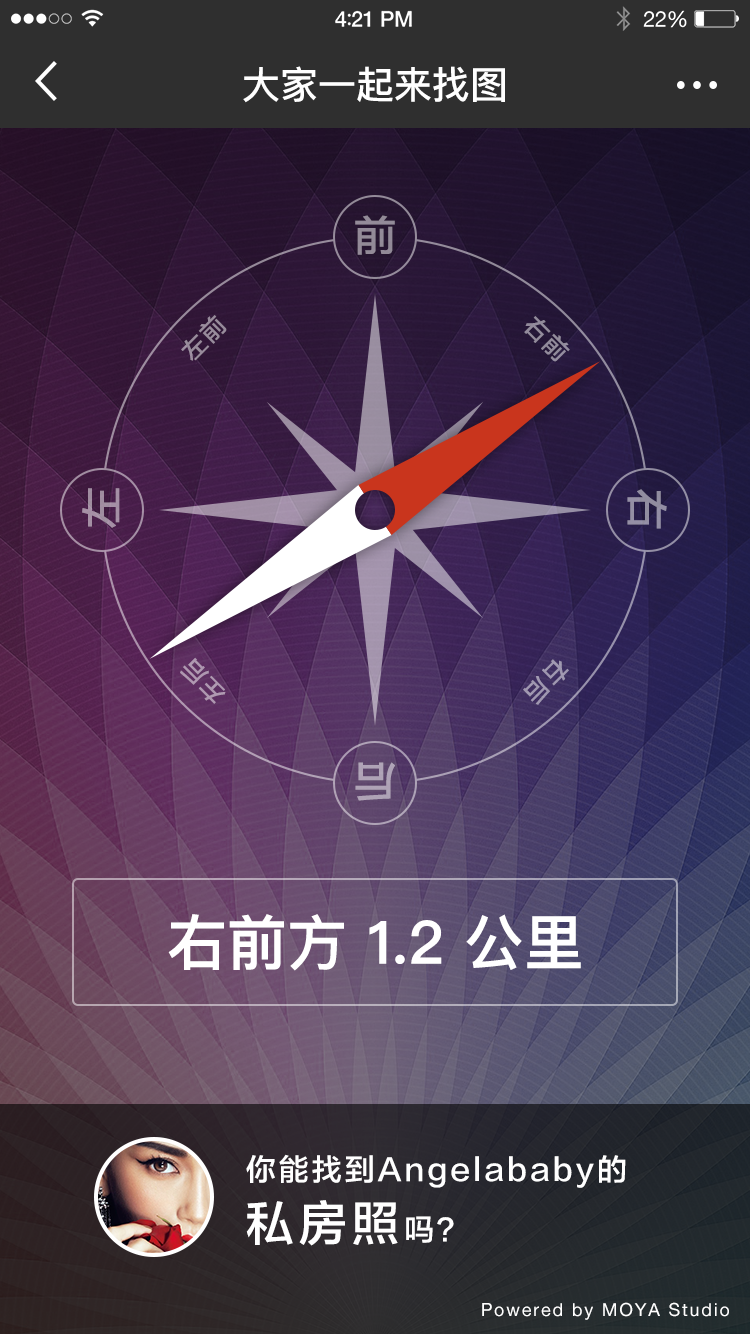 4:21 PM
22%
大家一起来找图
前
左前
右前
左
右
左后
右后
后
右前方 1.2 公里
你能找到Angelababy的
私房照吗?
Powered by MOYA Studio